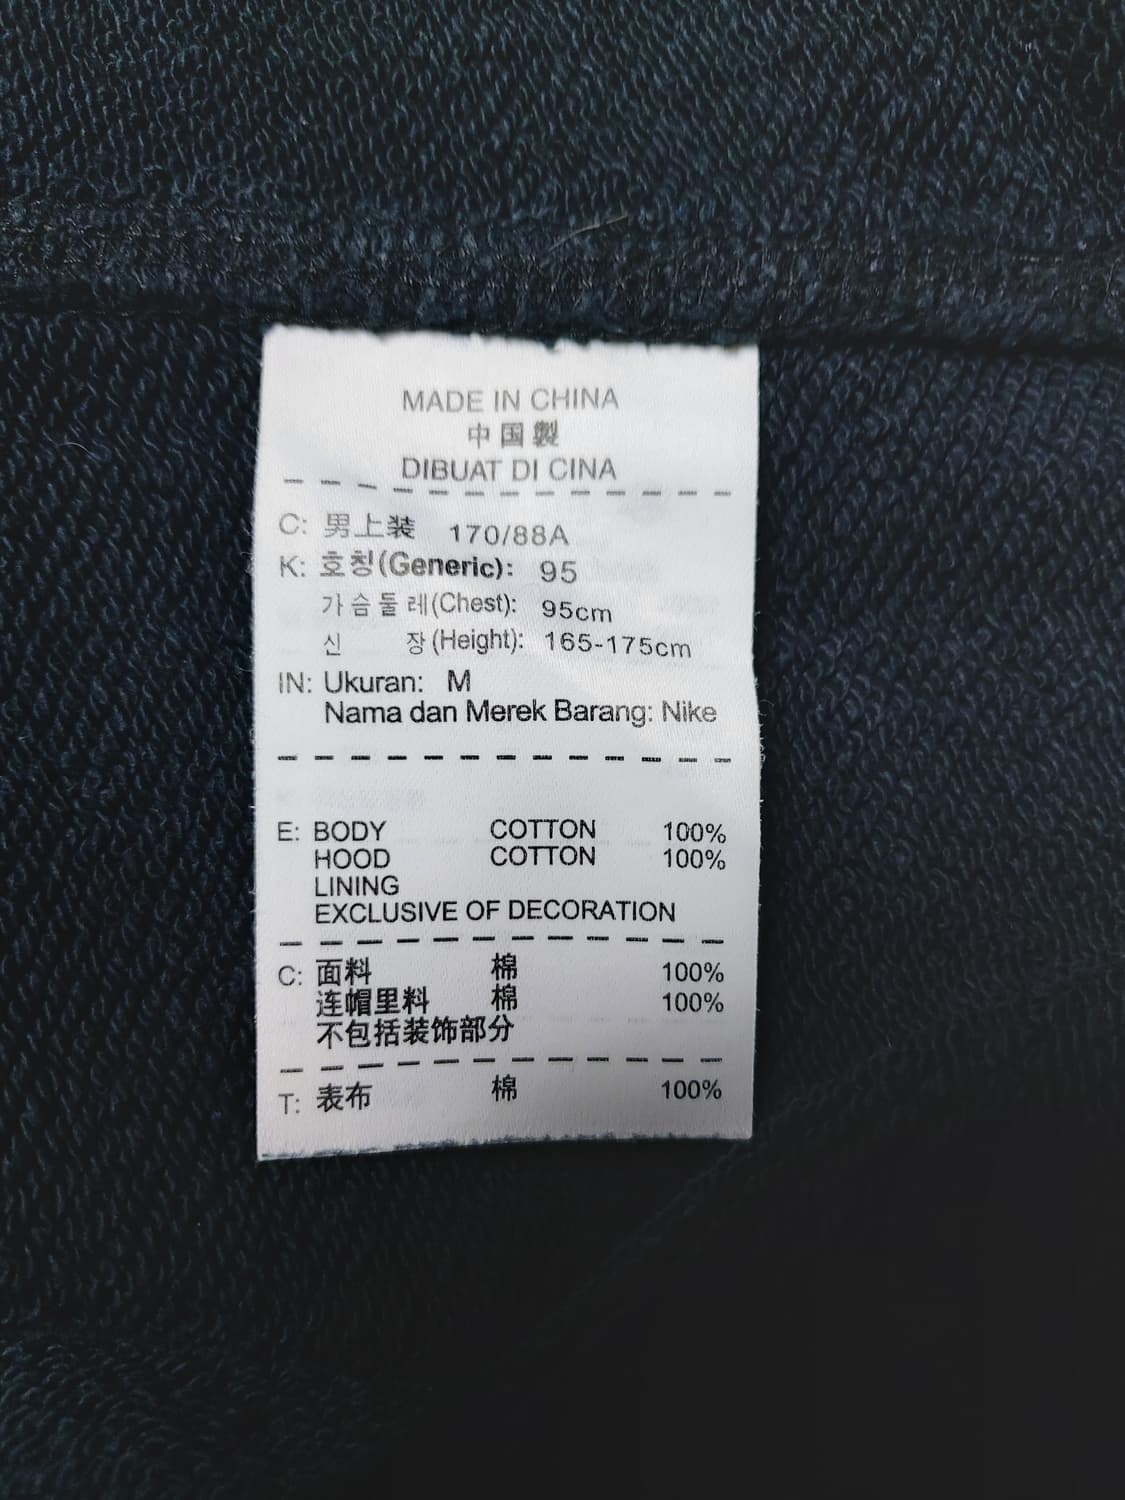 MADE IN CHINA
中国製
DIBUAT DI CINA
C: 男上装 170/88A
K: 호칭(Generic): 95
가슴둘레(Chest): 95cm
신 장(Height): 165-175cm
IN: Ukuran: M
Nama dan Merek Barang: Nike
E: BODY COTTON 100%
HOOD COTTON 100%
LINING
EXCLUSIVE OF DECORATION
C: 面料 棉 100%
连帽里料 棉 100%
不包括装饰部分
T: 表布 棉 100%